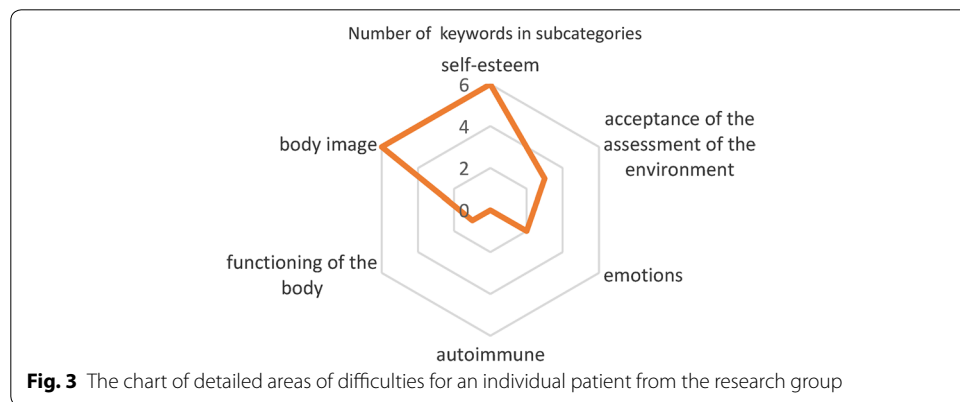 Number of keywords in subcategories
self-esteem
6
acceptance of the
assessment of the
environment
4
body image
2
0
functioning of the
body
emotions
autoimmune
Fig. 3 The chart of detailed areas of difficulties for an individual patient from the research group